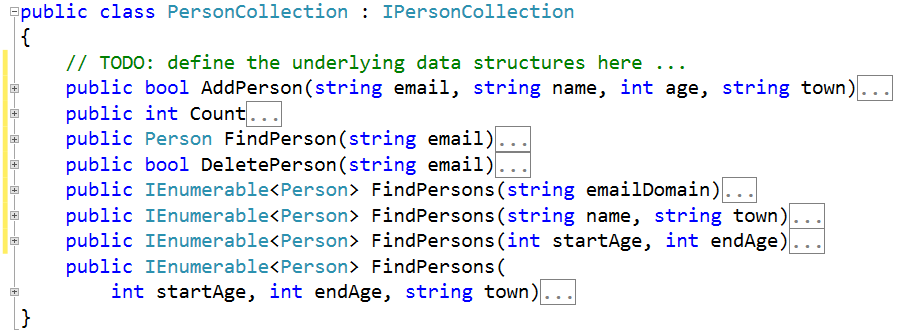 public class PersonCollection : IPersonCollection
{
// TODO: define the underlying data structures here ...
public bool AddPerson(string email, string name, int age, string town)...
public int Count...
public Person FindPerson(string email)...
public bool DeletePerson(string email)...
public IEnumerable<Person> FindPersons(string emailDomain)...
public IEnumerable<Person> FindPersons(string name, string town)...
public IEnumerable<Person> FindPersons(int startAge, int endAge)...
public IEnumerable<Person> FindPersons(
int startAge, int endAge, string town)...
}